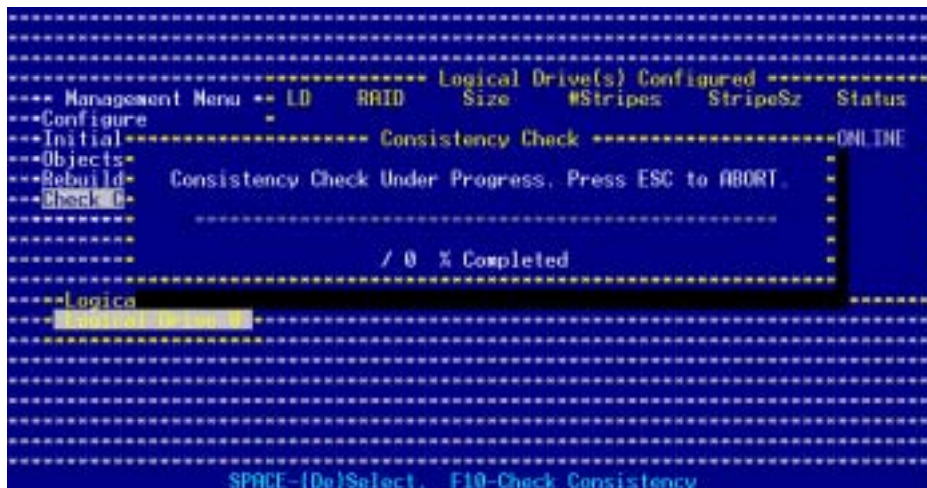 Logical Drive(s) Configured
Management Menu
LD RAID Size #Stripes StripeSz Status
Configure
Initial
Consistency Check
ONLINE
Objects
Rebuild
Consistency Check Under Progress. Press ESC to ABORT.
Check C
/ 0 % Completed
Logica
Logical Drive 0
SPACE-(De)Select, F10-Check Consistency